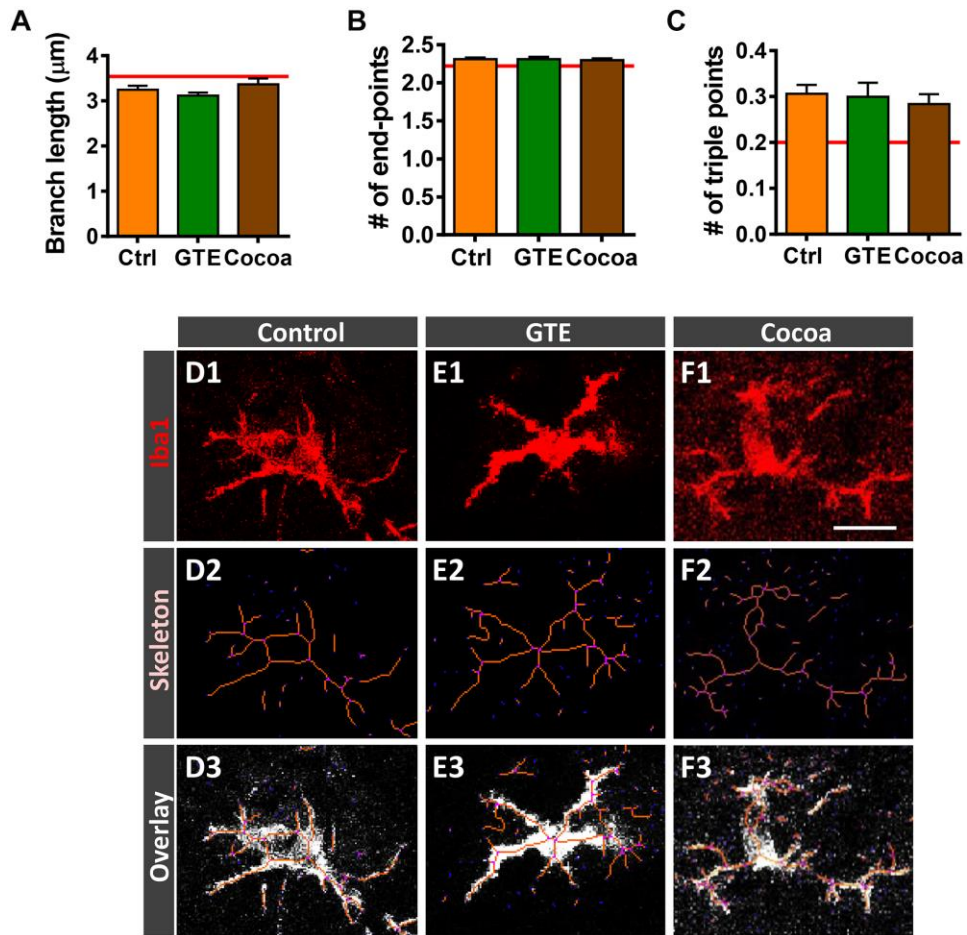 A
Branch length (μm)
4
3
2
1
0
Ctrl GTE Cocoa
B
# of end-points
2.5
2.0
1.5
1.0
0.5
0.0
Ctrl GTE Cocoa
C
# of triple points
0.4
0.3
0.2
0.1
0.0
Ctrl GTE Cocoa
Control GTE Cocoa
Iba1
D1 E1 F1
Skeleton
D2 E2 F2
Overlay
D3 E3 F3